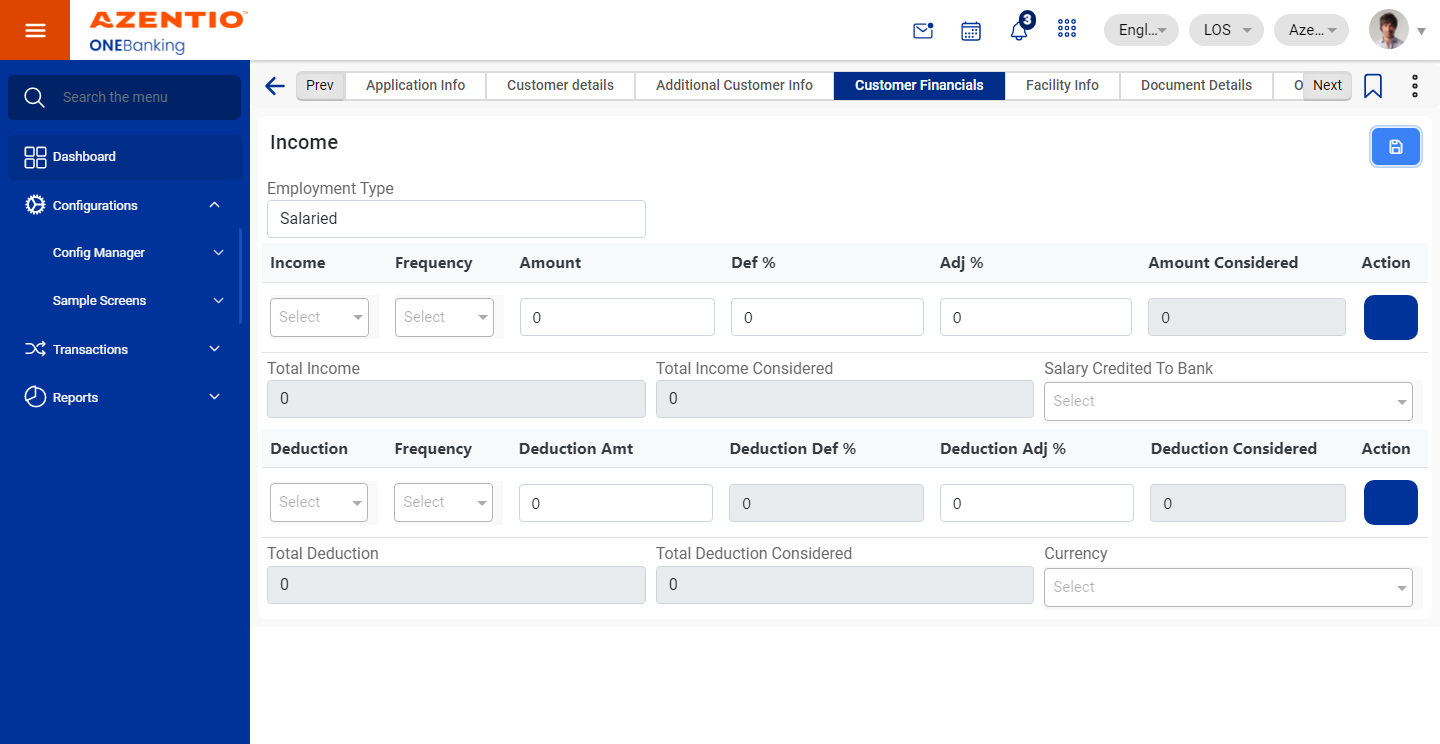 AZENTIO™
ONEBanking
3
Engl...
LOS
Aze...
Search the menu
Dashboard
Configurations
Config Manager
Sample Screens
Transactions
Reports
Prev
Application Info
Customer details
Additional Customer Info
Customer Financials
Facility Info
Document Details
O
Next
Income
Employment Type
Salaried
Income Frequency Amount Def % Adj % Amount Considered Action
Select Select 0 0 0 0
Total Income Total Income Considered Salary Credited To Bank
0 0 Select
Deduction Frequency Deduction Amt Deduction Def % Deduction Adj % Deduction Considered Action
Select Select 0 0 0 0
Total Deduction Total Deduction Considered Currency
0 0 Select